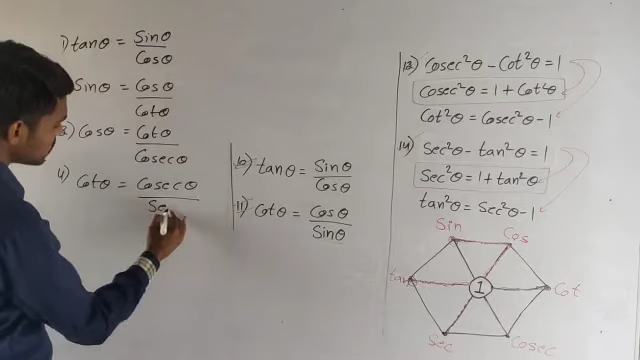 1) tanθ = Sinθ / Cosθ
Sinθ = Cosθ / Cotθ
3) Cosθ = Cotθ / Cosecθ
4) Cotθ = Cosecθ / Se
10) tanθ = Sinθ / Cosθ
11) Cotθ = Cosθ / Sinθ
13) Cosec²θ - Cot²θ = 1
Cosec²θ = 1 + Cot²θ
Cot²θ = Cosec²θ - 1
14) Sec²θ - tan²θ = 1
Sec²θ = 1 + tan²θ
tan²θ = Sec²θ - 1
Sin Cos
tan 1 Cot
Sec Cosec